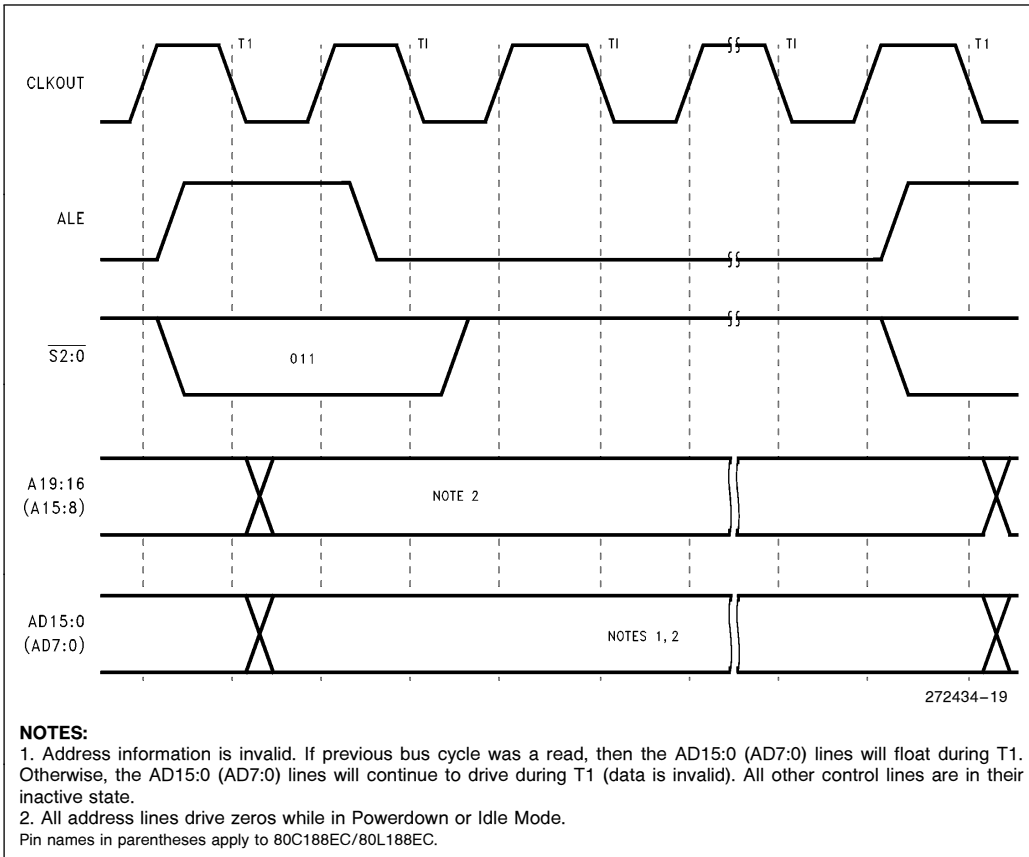 T1 TI TI TI T1
CLKOUT
ALE
S2:0
011
A19:16
(A15:8)
NOTE 2
AD15:0
(AD7:0)
NOTES 1, 2
272434–19
NOTES:
1. Address information is invalid. If previous bus cycle was a read, then the AD15:0 (AD7:0) lines will float during T1.
Otherwise, the AD15:0 (AD7:0) lines will continue to drive during T1 (data is invalid). All other control lines are in their
inactive state.
2. All address lines drive zeros while in Powerdown or Idle Mode.
Pin names in parentheses apply to 80C188EC/80L188EC.